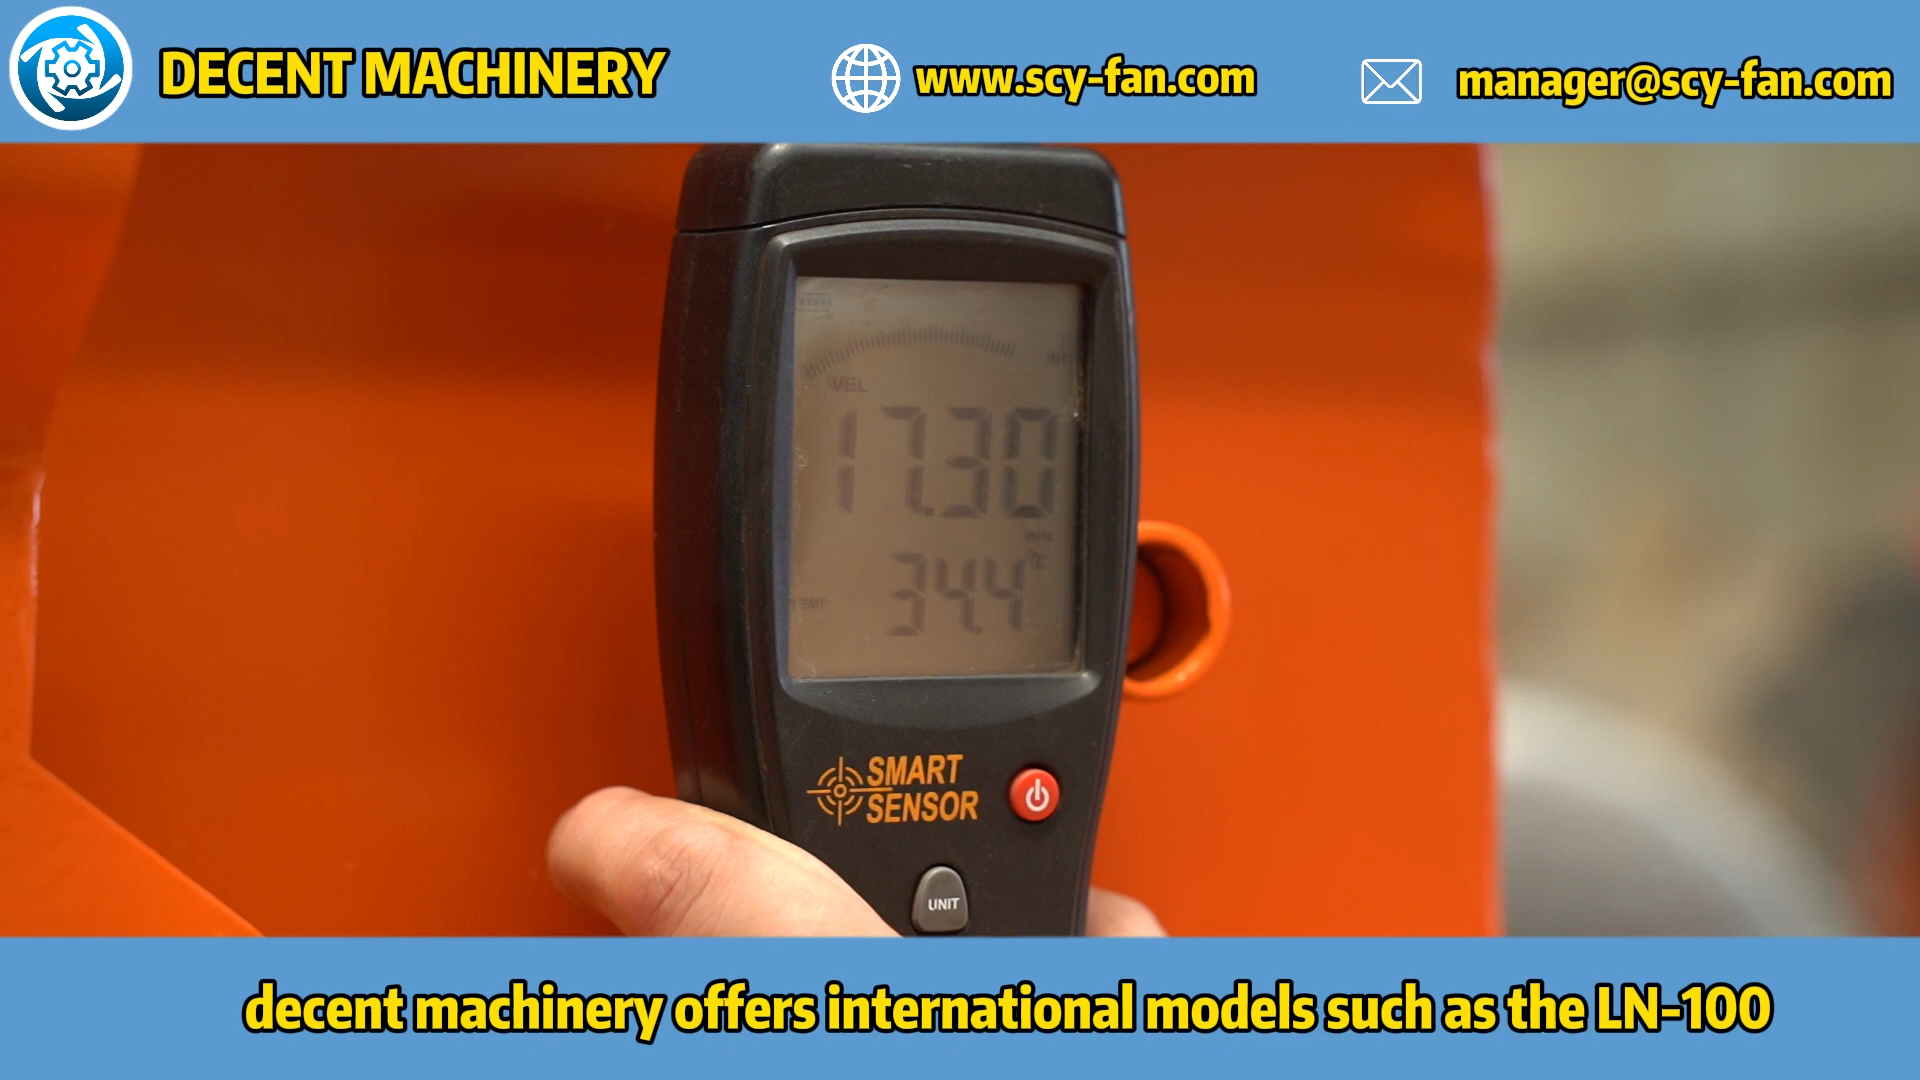 DECENT MACHINERY
www.scy-fan.com
manager@scy-fan.com
VEL
17.30
34.4 °C
TEMP
SMART
SENSOR
UNIT
decent machinery offers international models such as the LN-100